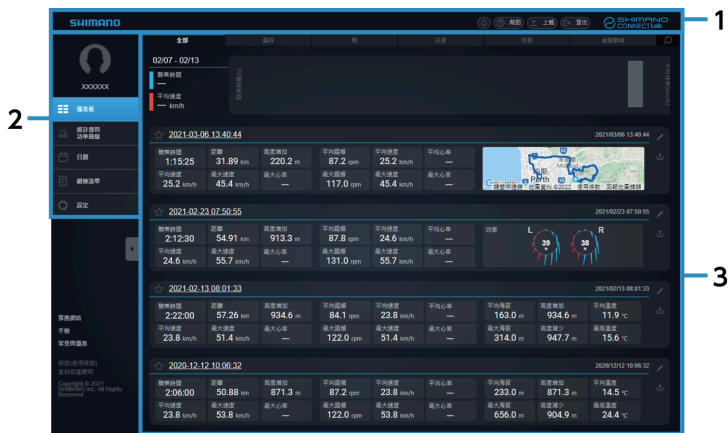 SHIMANO
幫助
上載
登出
SHIMANO
CONNECT Lab
1
2
3
XXXXXX
儀表板
統計資料
功率曲線
日曆
鍛煉清單
設定
服務網站
手冊
常見問題集
Copyright © 2021
SHIMANO Inc. All Rights
Reserved
全部
02/07 - 02/13
騎乘時間
---
平均速度
--- km/h
2021-03-06 13:40:44
2021/03/06 13:40:44
騎乘時間 距離 高度增加 平均踏頻 平均速度 平均心率
1:15:25 31.89 km 220.2 m 87.2 rpm 25.2 km/h —
平均速度 最大速度 最大心率 最大踏頻 最大速度 最大心率
25.2 km/h 45.4 km/h — 117.0 rpm 45.4 km/h —
伯斯
Perth
Google
2021-02-23 07:50:55
2021/02/23 07:50:55
騎乘時間 距離 高度增加 平均踏頻 平均速度 平均心率
2:12:30 54.91 km 913.3 m 87.8 rpm 24.6 km/h —
平均速度 最大速度 最大心率 最大踏頻 最大速度 最大心率
24.6 km/h 55.7 km/h — 131.0 rpm 55.7 km/h —
功率 L R
39 38
% %
2021-02-13 08:01:33
2021/02/13 08:01:33
騎乘時間 距離 高度增加 平均踏頻 平均速度 平均心率 平均海拔 高度增加 平均溫度
2:22:00 57.26 km 934.6 m 84.1 rpm 23.8 km/h — 163.0 m 934.6 m 11.9 ℃
平均速度 最大速度 最大心率 最大踏頻 最大速度 最大心率 最大海拔 高度減少 最高溫度
23.8 km/h 51.4 km/h — 122.0 rpm 51.4 km/h — 314.0 m 947.7 m 15.6 ℃
2020-12-12 10:06:32
2020/12/12 10:06:32
騎乘時間 距離 高度增加 平均踏頻 平均速度 平均心率 平均海拔 高度增加 平均溫度
2:06:00 50.88 km 871.3 m 87.2 rpm 23.8 km/h — 233.0 m 871.3 m 14.5 ℃
平均速度 最大速度 最大心率 最大踏頻 最大速度 最大心率 最大海拔 高度減少 最高溫度
23.8 km/h 53.8 km/h — 122.0 rpm 53.8 km/h — 656.0 m 904.9 m 24.4 ℃